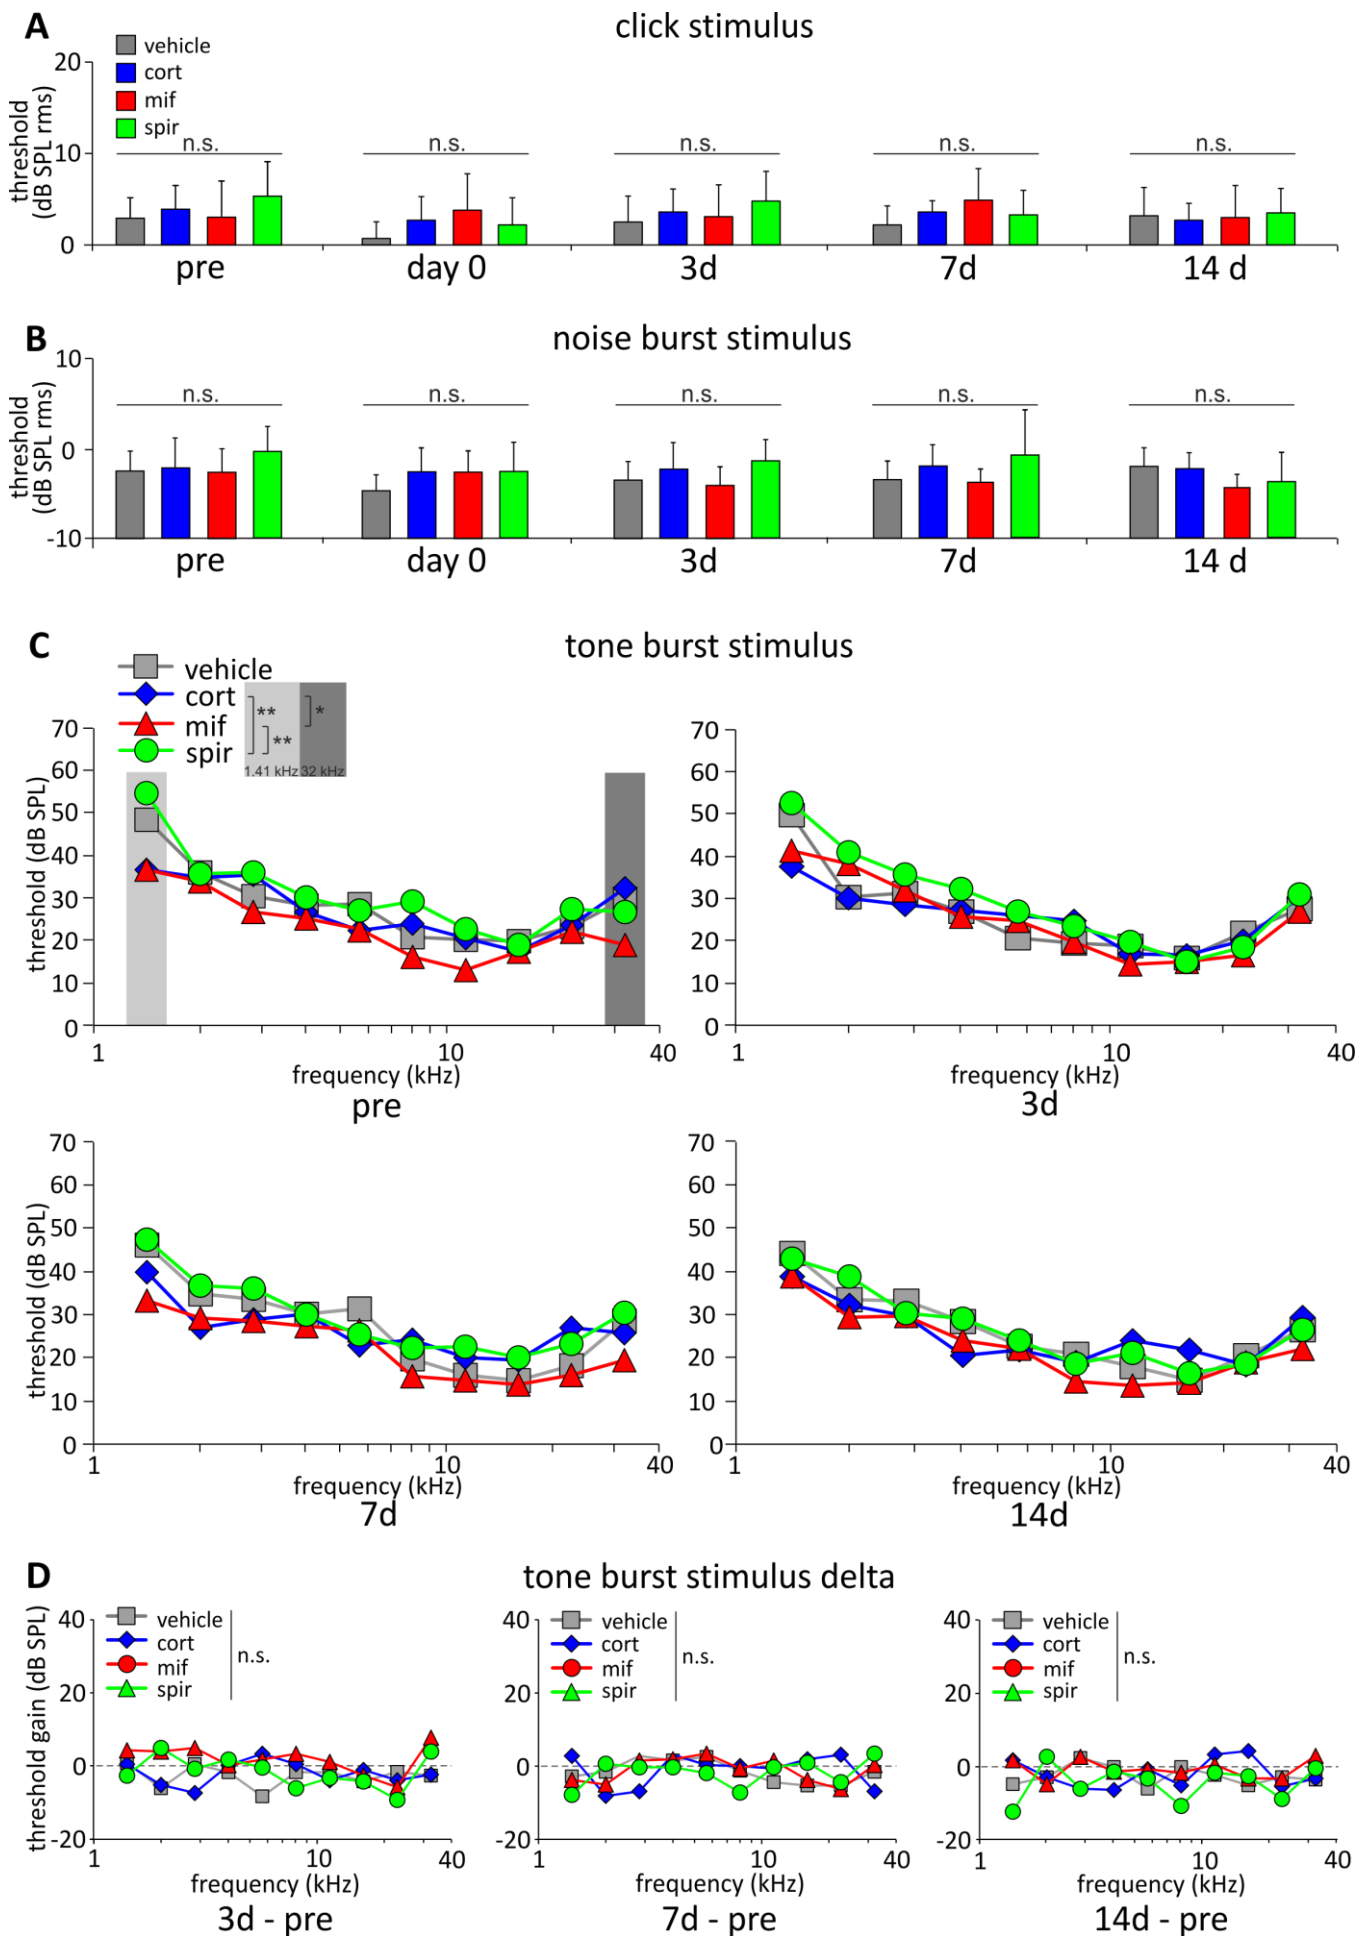 A
click stimulus
vehicle
cort
mif
spir
threshold
(dB SPL rms)
20
10
0
n.s.
n.s.
n.s.
n.s.
n.s.
pre
day 0
3d
7d
14 d
B
noise burst stimulus
threshold
(dB SPL rms)
10
0
-10
n.s.
n.s.
n.s.
n.s.
n.s.
pre
day 0
3d
7d
14 d
C
tone burst stimulus
vehicle
cort
mif
spir
**
**
*
1.41 kHz
32 kHz
threshold (dB SPL)
70
60
50
40
30
20
10
0
1
10
40
frequency (kHz)
pre
70
60
50
40
30
20
10
0
1
10
40
frequency (kHz)
3d
threshold (dB SPL)
70
60
50
40
30
20
10
0
1
10
40
frequency (kHz)
7d
70
60
50
40
30
20
10
0
1
10
40
frequency (kHz)
14d
D
tone burst stimulus delta
threshold gain (dB SPL)
40
20
0
-20
vehicle
cort
mif
spir
n.s.
1
10
40
frequency (kHz)
3d - pre
40
20
0
-20
vehicle
cort
mif
spir
n.s.
1
10
40
frequency (kHz)
7d - pre
40
20
0
-20
vehicle
cort
mif
spir
n.s.
1
10
40
frequency (kHz)
14d - pre